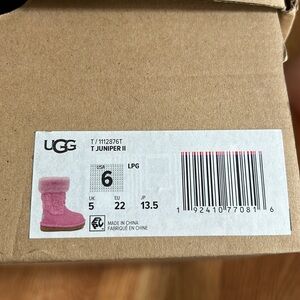 UGG
T / 1112876T
T JUNIPER II
USA
6
LPG
UK EU JP
5 22 13.5
MADE IN CHINA
FABRIQUÉ EN CHINE
1 92410 77081 6